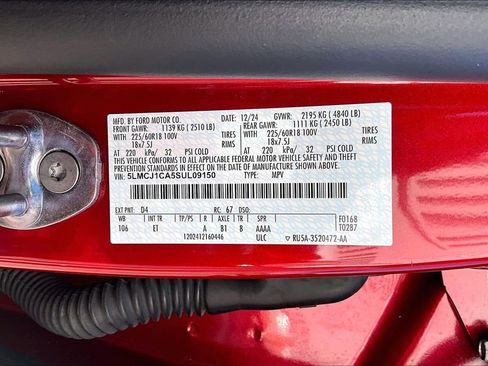 MFD. BY FORD MOTOR CO. 12/24 GVWR: 2195 KG ( 4840 LB)
FRONT GAWR: 1139 KG ( 2510 LB) REAR GAWR: 1111 KG ( 2450 LB)
225/60R18 100V TIRES 225/60R18 100V TIRES
18x7.5J RIMS 18x7.5J RIMS
AT 220 kPa/ 32 PSI COLD AT 220 kPa/ 32 PSI COLD
THIS VEHICLE CONFORMS TO ALL APPLICABLE FEDERAL MOTOR VEHICLE SAFETY AND THEFT
PREVENTION STANDARDS IN EFFECT ON THE DATE OF MANUFACTURE SHOWN ABOVE.
VIN: 5LMCJ1CA5SUL09150 TYPE: MPV
EXT PNT: D4 RC: 67 DSO:
WB BRK INT TR TP/PS R AXLE TR SPR F0168
106 ET A B1 B AAAA T0287
1202412160446 ULC RU5A-3520472-AA